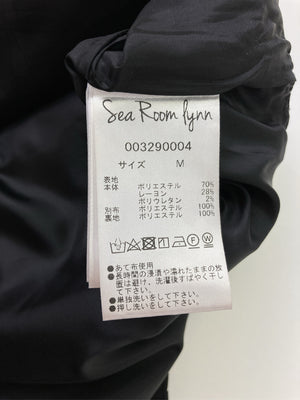 Sea Room lynn
003290004
サイズ M
表地
本体 ポリエステル 70%
レーヨン 28%
ポリウレタン 2%
別布 ポリエステル 100%
裏地 ポリエステル 100%
●あて布使用
●長時間の浸漬や濡れたままの放
置は避け、洗濯後すばやく干し
て下さい。
●単独洗いをして下さい。
●押し洗いをして下さい。